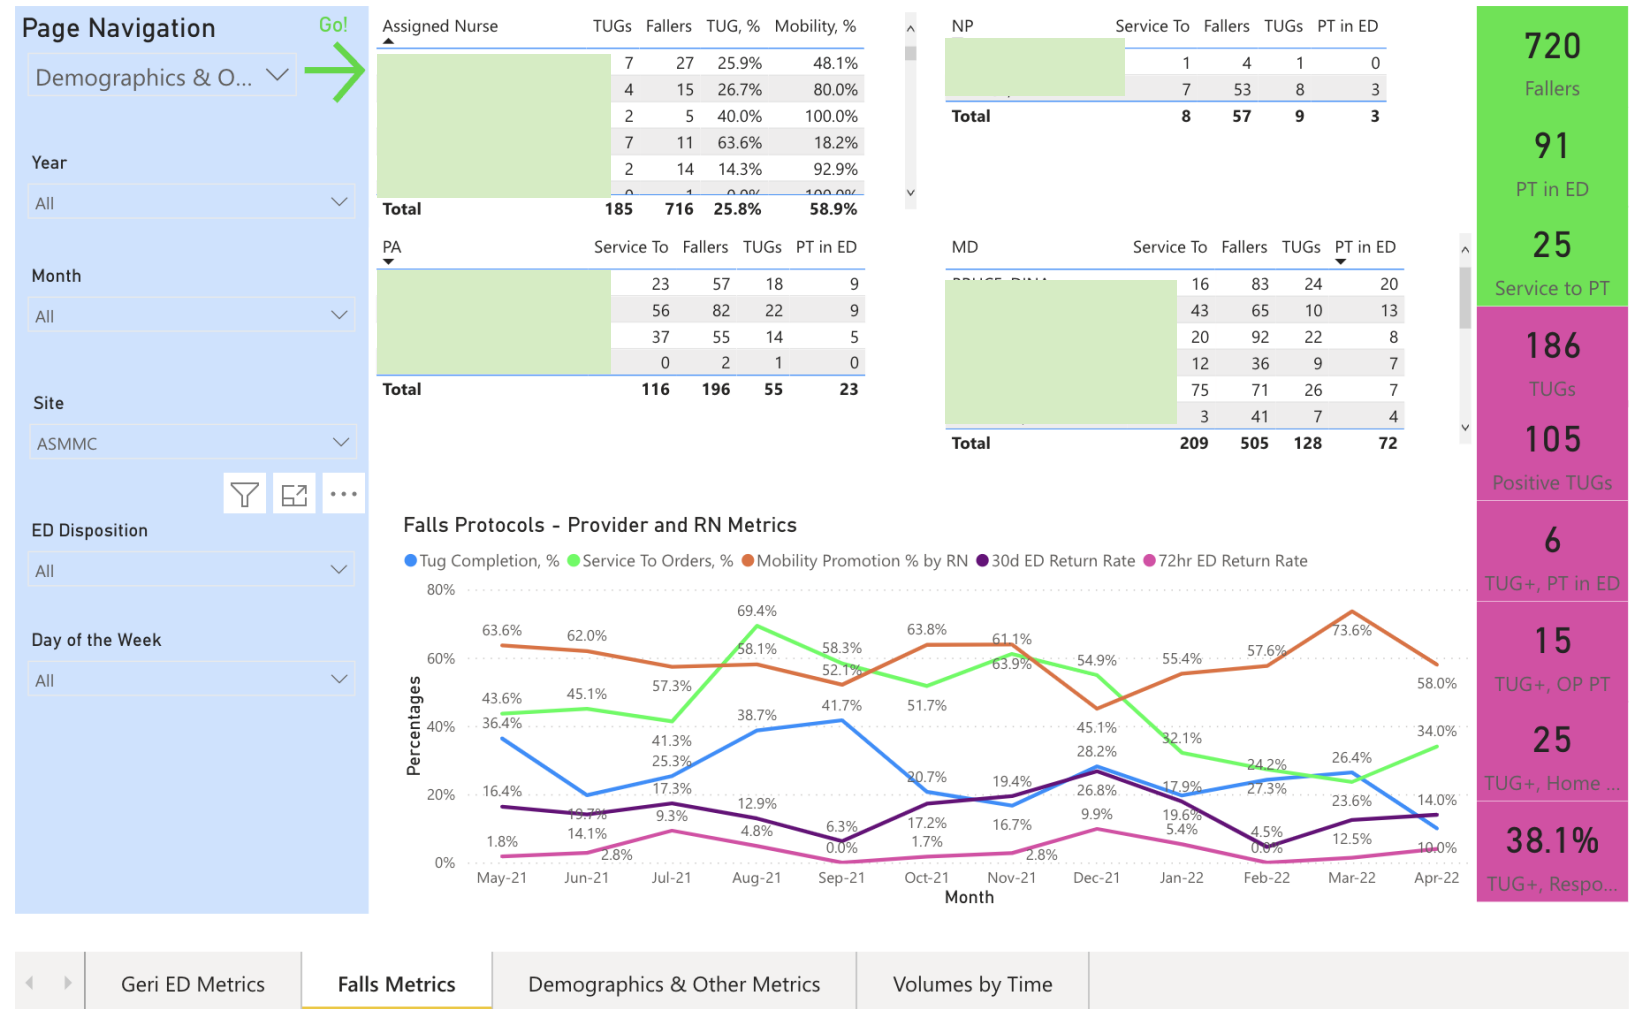 Page Navigation
Go!
Demographics & O...
Year
All
Month
All
Site
ASMMC
ED Disposition
All
Day of the Week
All
Assigned Nurse TUGs Fallers TUG, % Mobility, %
7 27 25.9% 48.1%
4 15 26.7% 80.0%
2 5 40.0% 100.0%
7 11 63.6% 18.2%
2 14 14.3% 92.9%
0 1 0.0% 100.0%
Total 185 716 25.8% 58.9%
NP Service To Fallers TUGs PT in ED
1 4 1 0
7 53 8 3
Total 8 57 9 3
PA Service To Fallers TUGs PT in ED
23 57 18 9
56 82 22 9
37 55 14 5
0 2 1 0
Total 116 196 55 23
MD Service To Fallers TUGs PT in ED
16 83 24 20
43 65 10 13
20 92 22 8
12 36 9 7
75 71 26 7
3 41 7 4
Total 209 505 128 72
Falls Protocols - Provider and RN Metrics
Tug Completion, % Service To Orders, % Mobility Promotion % by RN 30d ED Return Rate 72hr ED Return Rate
Percentages
80%
60%
40%
20%
0%
63.6% 62.0% 57.3% 58.1% 52.1% 63.8% 63.9% 45.1% 55.4% 57.6% 73.6% 58.0%
43.6% 45.1% 41.3% 69.4% 58.3% 51.7% 61.1% 54.9% 32.1% 27.3% 23.6% 34.0%
36.4% 19.7% 25.3% 38.7% 41.7% 20.7% 16.7% 28.2% 19.6% 24.2% 26.4% 10.0%
16.4% 14.1% 17.3% 12.9% 6.3% 17.2% 19.4% 26.8% 17.9% 4.5% 12.5% 14.0%
1.8% 2.8% 9.3% 4.8% 0.0% 1.7% 2.8% 9.9% 5.4% 0.0%
May-21 Jun-21 Jul-21 Aug-21 Sep-21 Oct-21 Nov-21 Dec-21 Jan-22 Feb-22 Mar-22 Apr-22
Month
720
Fallers
91
PT in ED
25
Service to PT
186
TUGs
105
Positive TUGs
6
TUG+, PT in ED
15
TUG+, OP PT
25
TUG+, Home ...
38.1%
TUG+, Respo...
Geri ED Metrics Falls Metrics Demographics & Other Metrics Volumes by Time